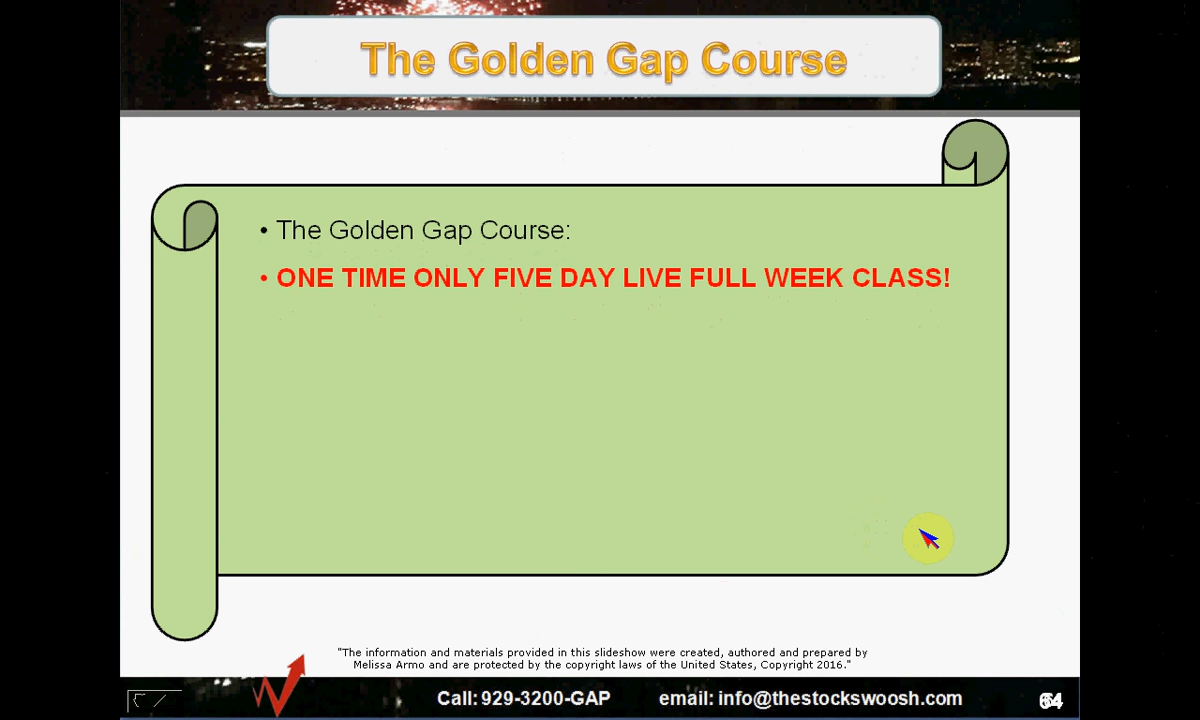 The Golden Gap Course
• The Golden Gap Course:
• ONE TIME ONLY FIVE DAY LIVE FULL WEEK CLASS!
"The information and materials provided in this slideshow were created, authored and prepared by
Melissa Armo and are protected by the copyright laws of the United States, Copyright 2016."
Call: 929-3200-GAP email: info@thestockswoosh.com